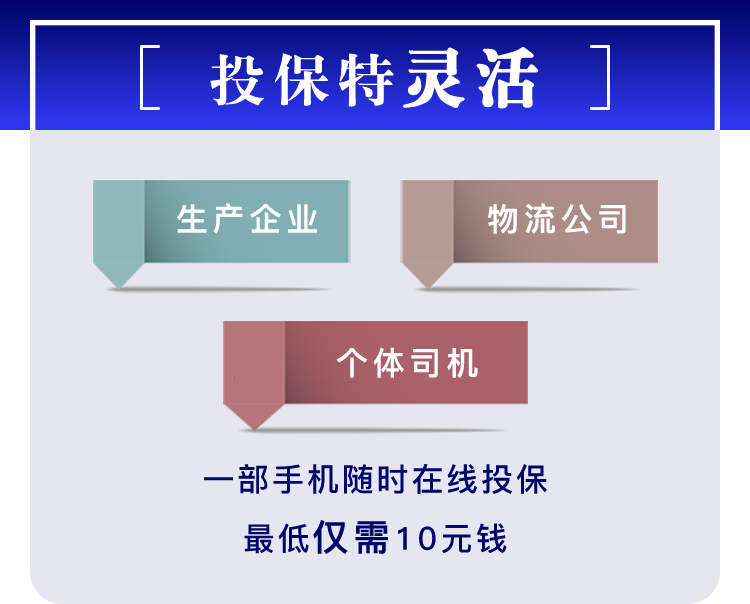 投保特灵活
生产企业
物流公司
个体司机
一部手机随时在线投保
最低仅需10元钱